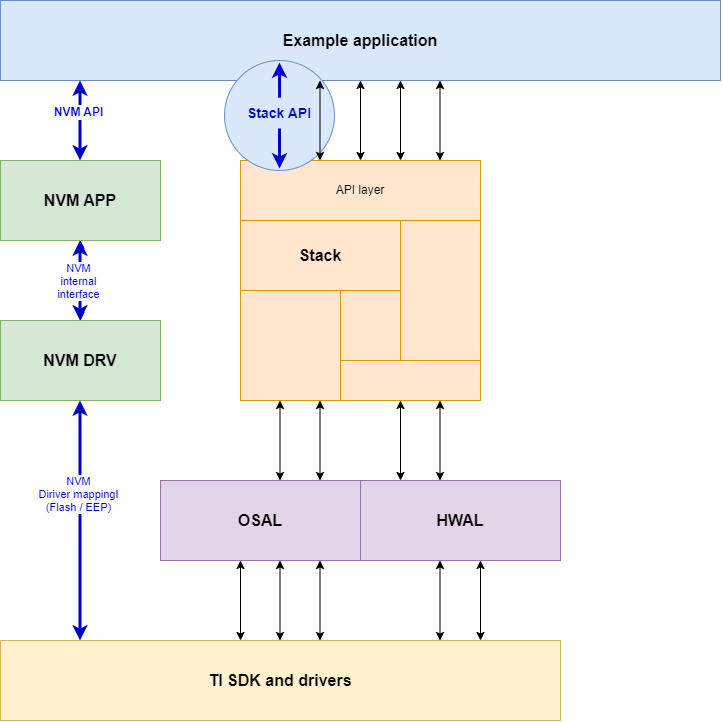 Example application
NVM API
Stack API
NVM APP
API layer
Stack
NVM
internal
interface
NVM DRV
NVM
Diriver mappingl
(Flash / EEP)
OSAL
HWAL
TI SDK and drivers